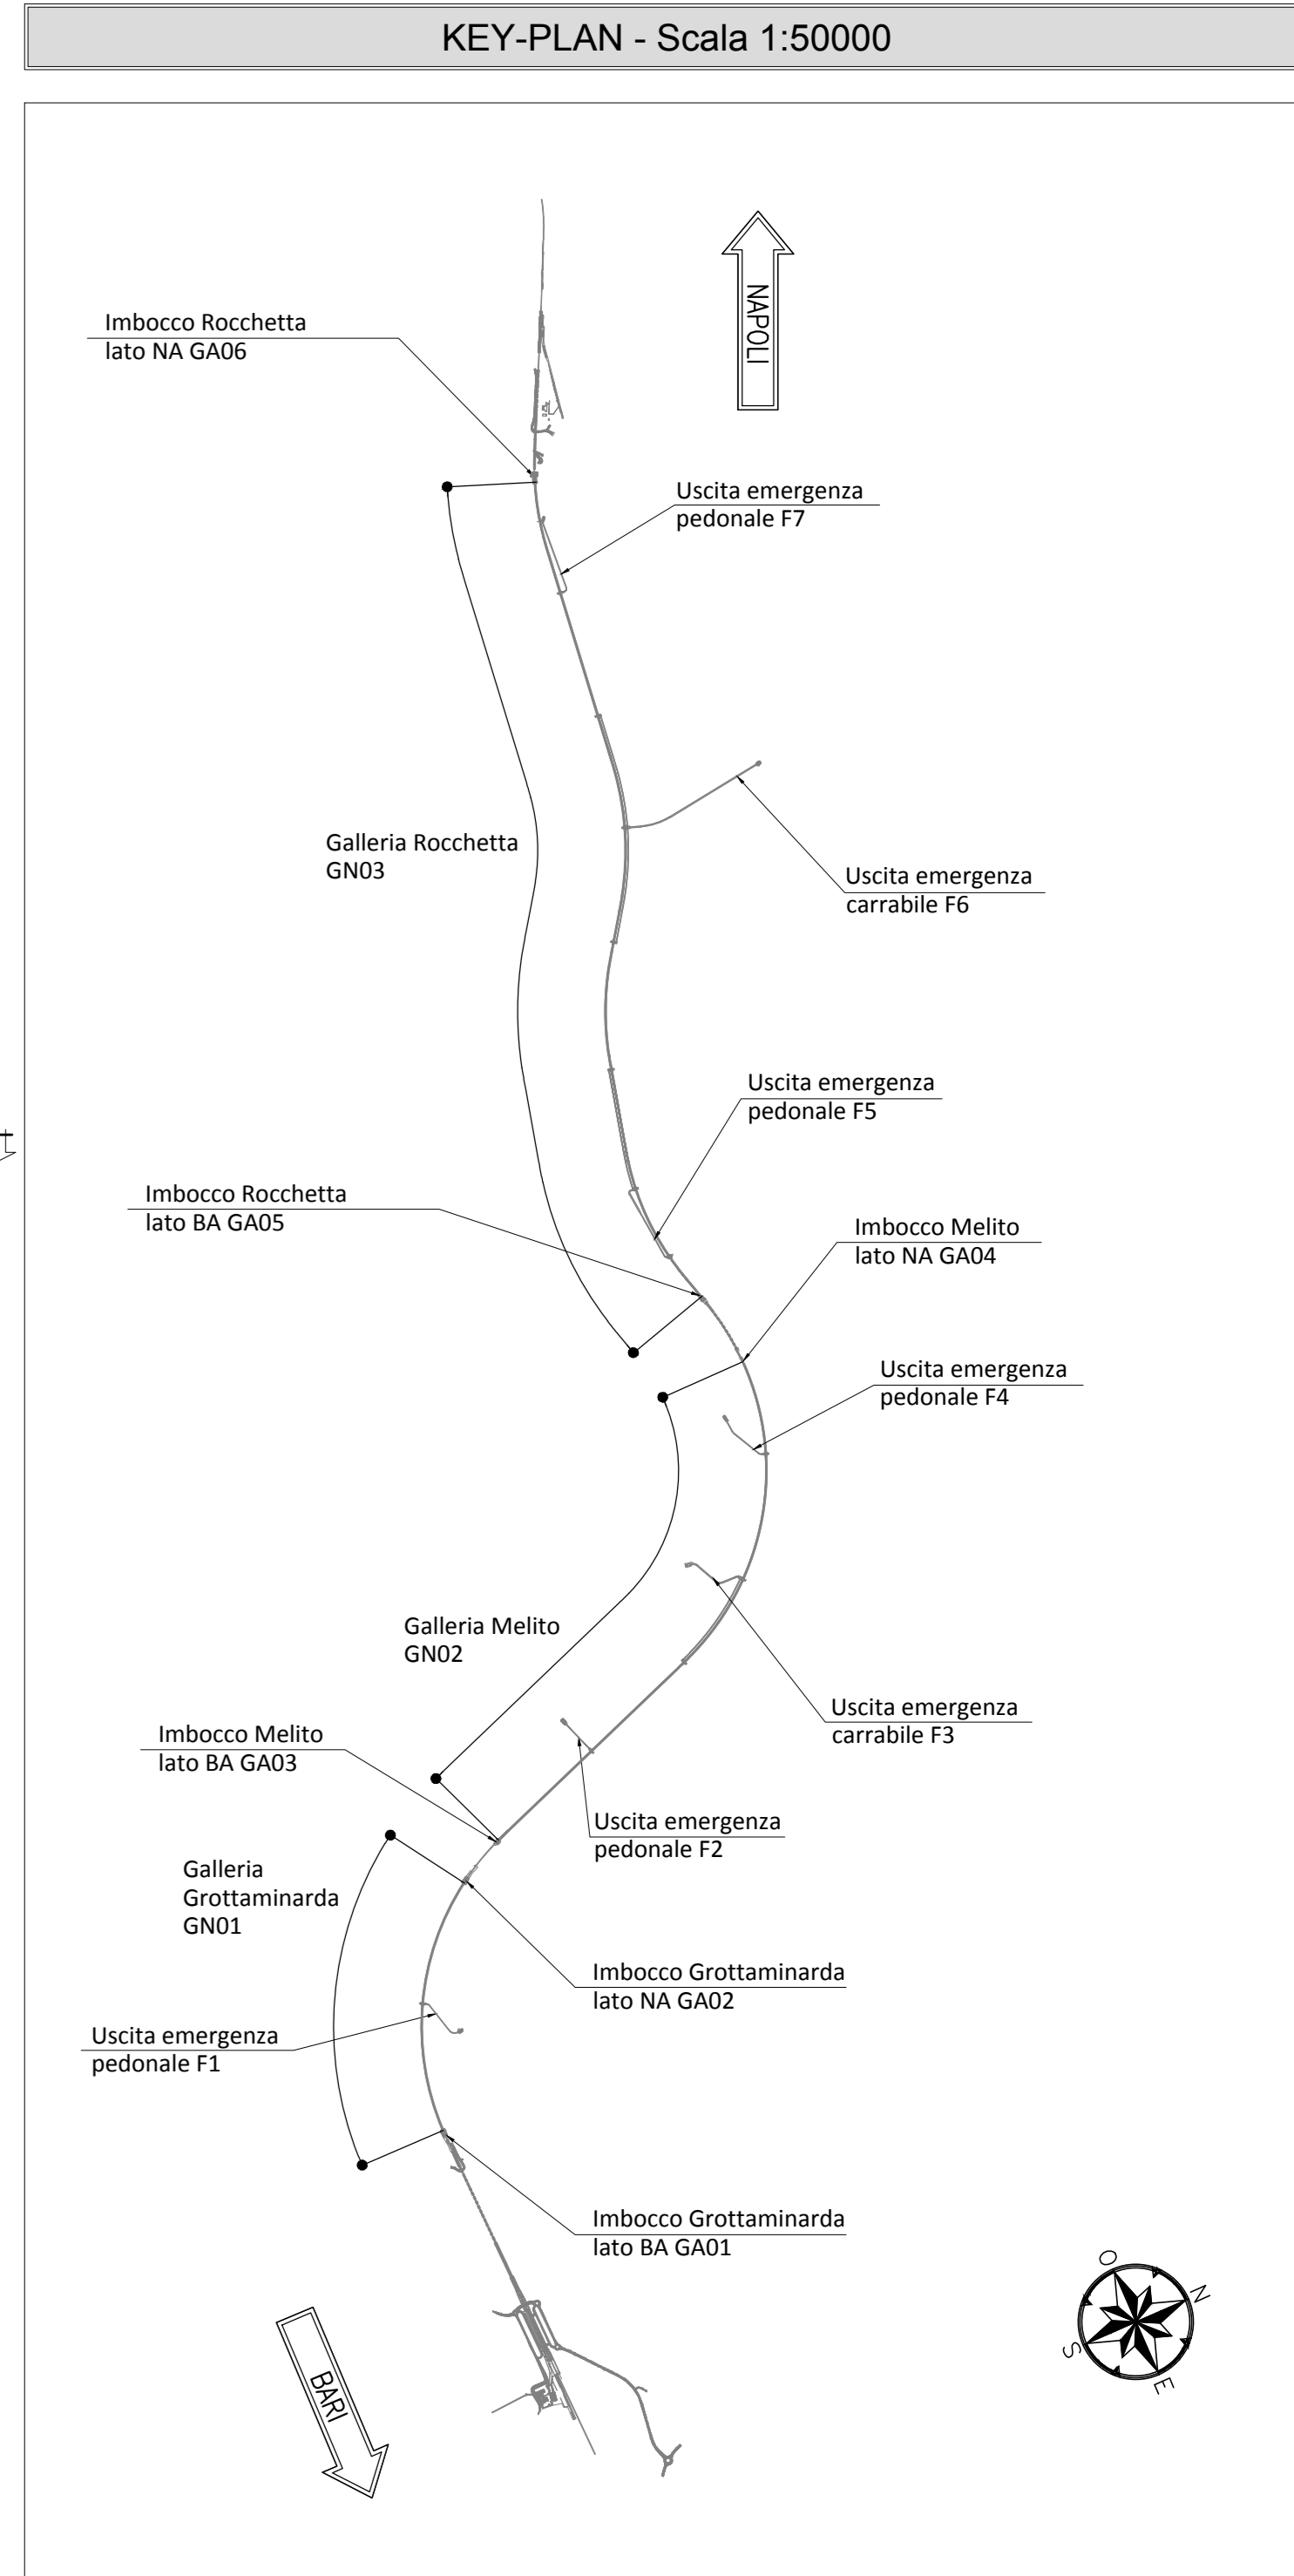 KEY-PLAN - Scala 1:50000
NAPOLI
Imbocco Rocchetta
lato NA GA06
Uscita emergenza
pedonale F7
Galleria Rocchetta
GN03
Uscita emergenza
carrabile F6
Uscita emergenza
pedonale F5
Imbocco Rocchetta
lato BA GA05
Imbocco Melito
lato NA GA04
Uscita emergenza
pedonale F4
Galleria Melito
GN02
Uscita emergenza
carrabile F3
Imbocco Melito
lato BA GA03
Uscita emergenza
pedonale F2
Galleria
Grottaminarda
GN01
Imbocco Grottaminarda
lato NA GA02
Uscita emergenza
pedonale F1
Imbocco Grottaminarda
lato BA GA01
O
N
S
E
BARI